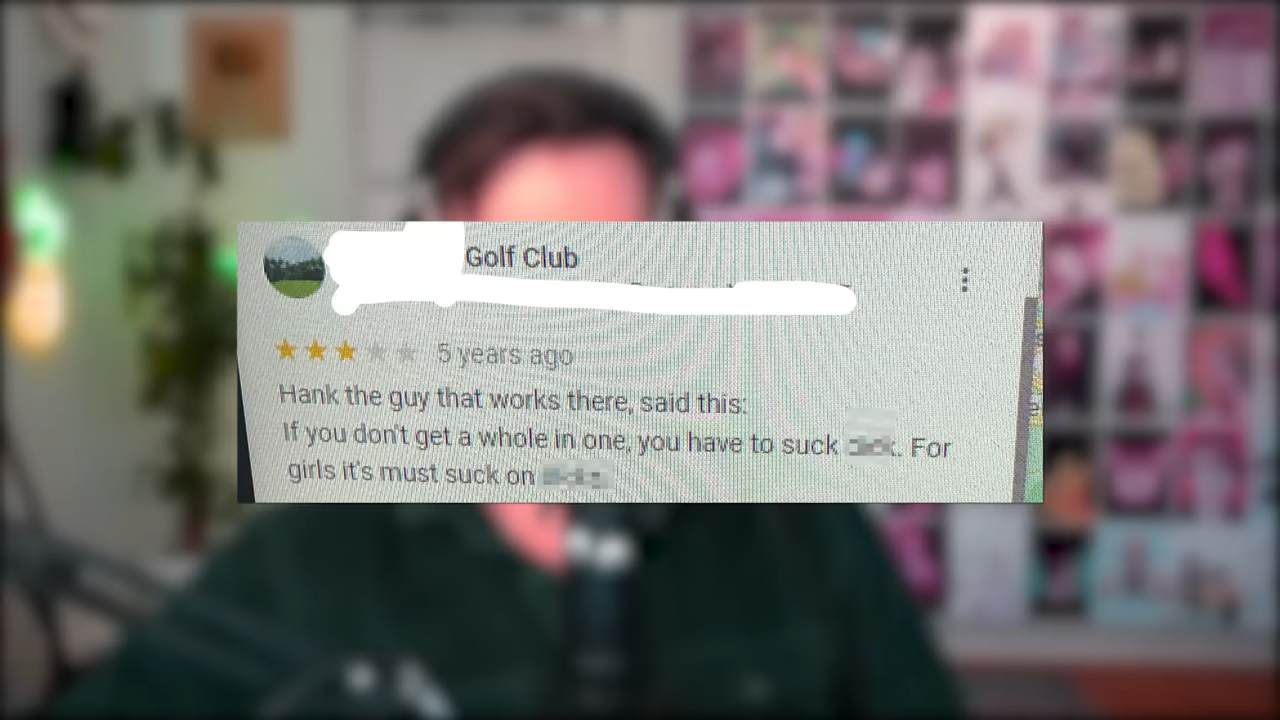 Golf Club
5 years ago
Hank the guy that works there, said this:
If you don't get a whole in one, you have to suck For
girls it's must suck on